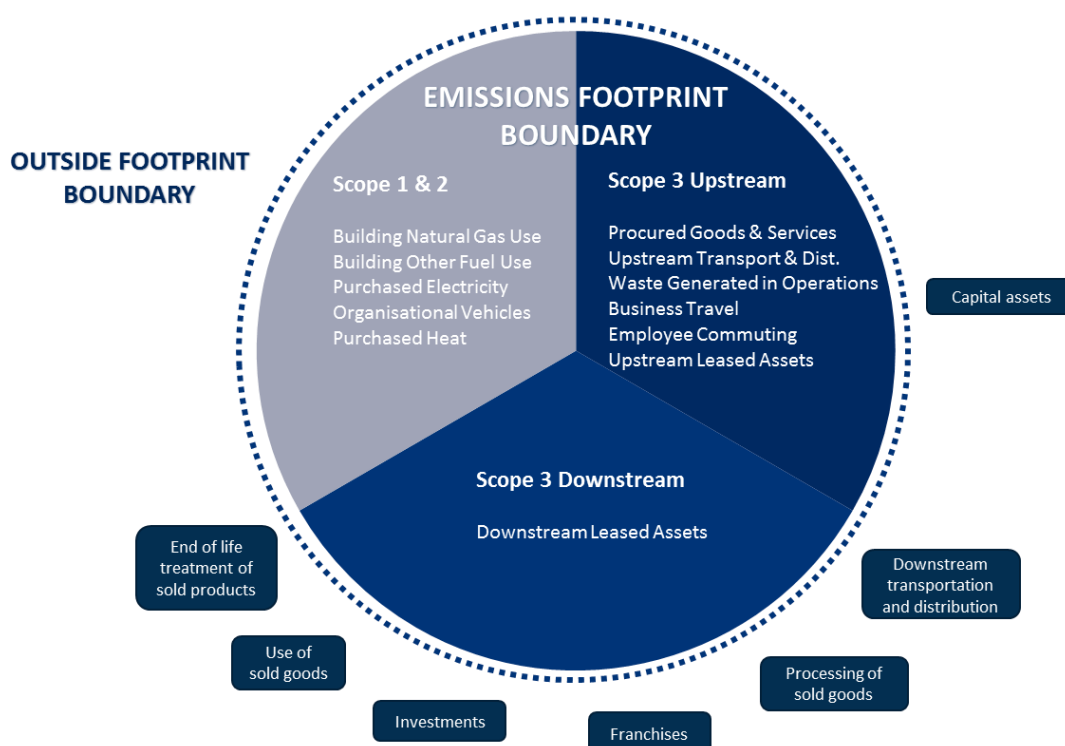 EMISSIONS FOOTPRINT
BOUNDARY
OUTSIDE FOOTPRINT
BOUNDARY
Scope 1 & 2
Building Natural Gas Use
Building Other Fuel Use
Purchased Electricity
Organisational Vehicles
Purchased Heat
Scope 3 Upstream
Procured Goods & Services
Upstream Transport & Dist.
Waste Generated in Operations
Business Travel
Employee Commuting
Upstream Leased Assets
Capital assets
Scope 3 Downstream
Downstream Leased Assets
End of life
treatment of
sold products
Downstream
transportation
and distribution
Use of
sold goods
Processing of
sold goods
Investments
Franchises